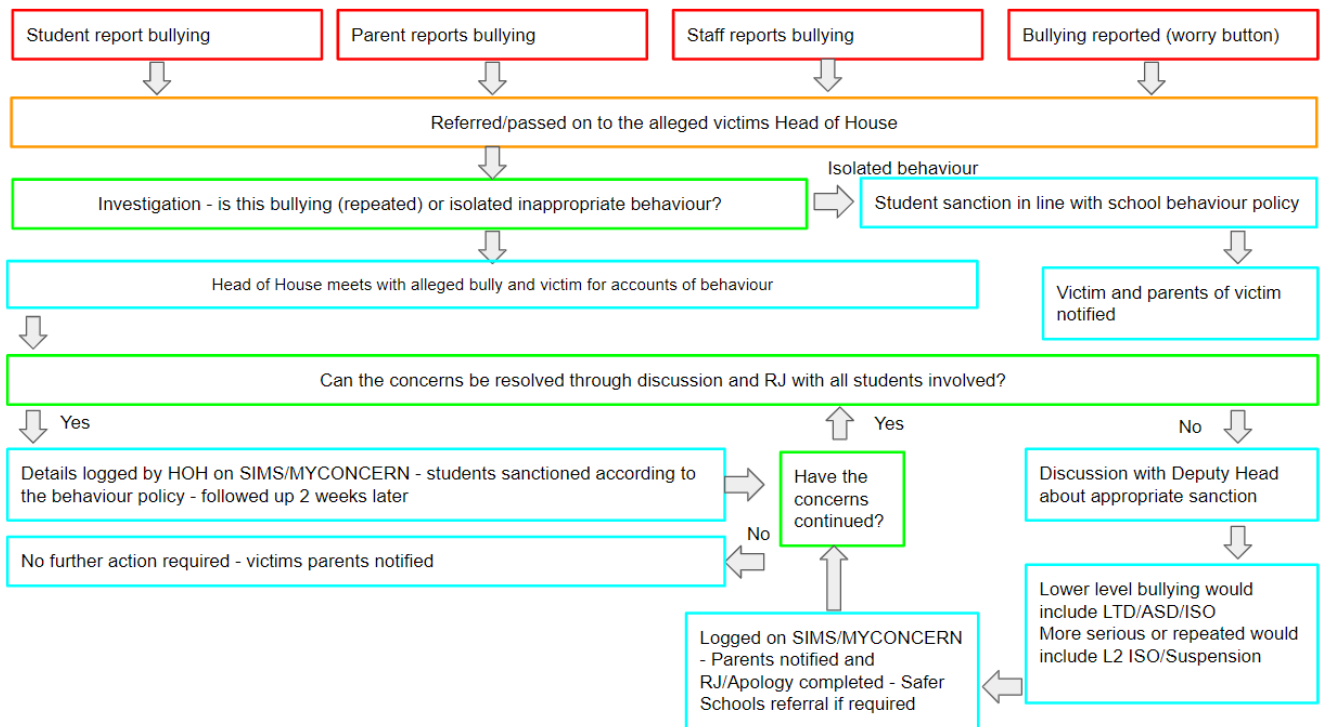 Student report bullying
Parent reports bullying
Staff reports bullying
Bullying reported (worry button)
Referred/passed on to the alleged victims Head of House
Isolated behaviour
Investigation - is this bullying (repeated) or isolated inappropriate behaviour?
Student sanction in line with school behaviour policy
Head of House meets with alleged bully and victim for accounts of behaviour
Victim and parents of victim
notified
Can the concerns be resolved through discussion and RJ with all students involved?
Yes
Yes
No
Details logged by HOH on SIMS/MYCONCERN - students sanctioned according to
the behaviour policy - followed up 2 weeks later
Have the
concerns
continued?
Discussion with Deputy Head
about appropriate sanction
No
No further action required - victims parents notified
Lower level bullying would
include LTD/ASD/ISO
More serious or repeated would
include L2 ISO/Suspension
Logged on SIMS/MYCONCERN
- Parents notified and
RJ/Apology completed - Safer
Schools referral if required